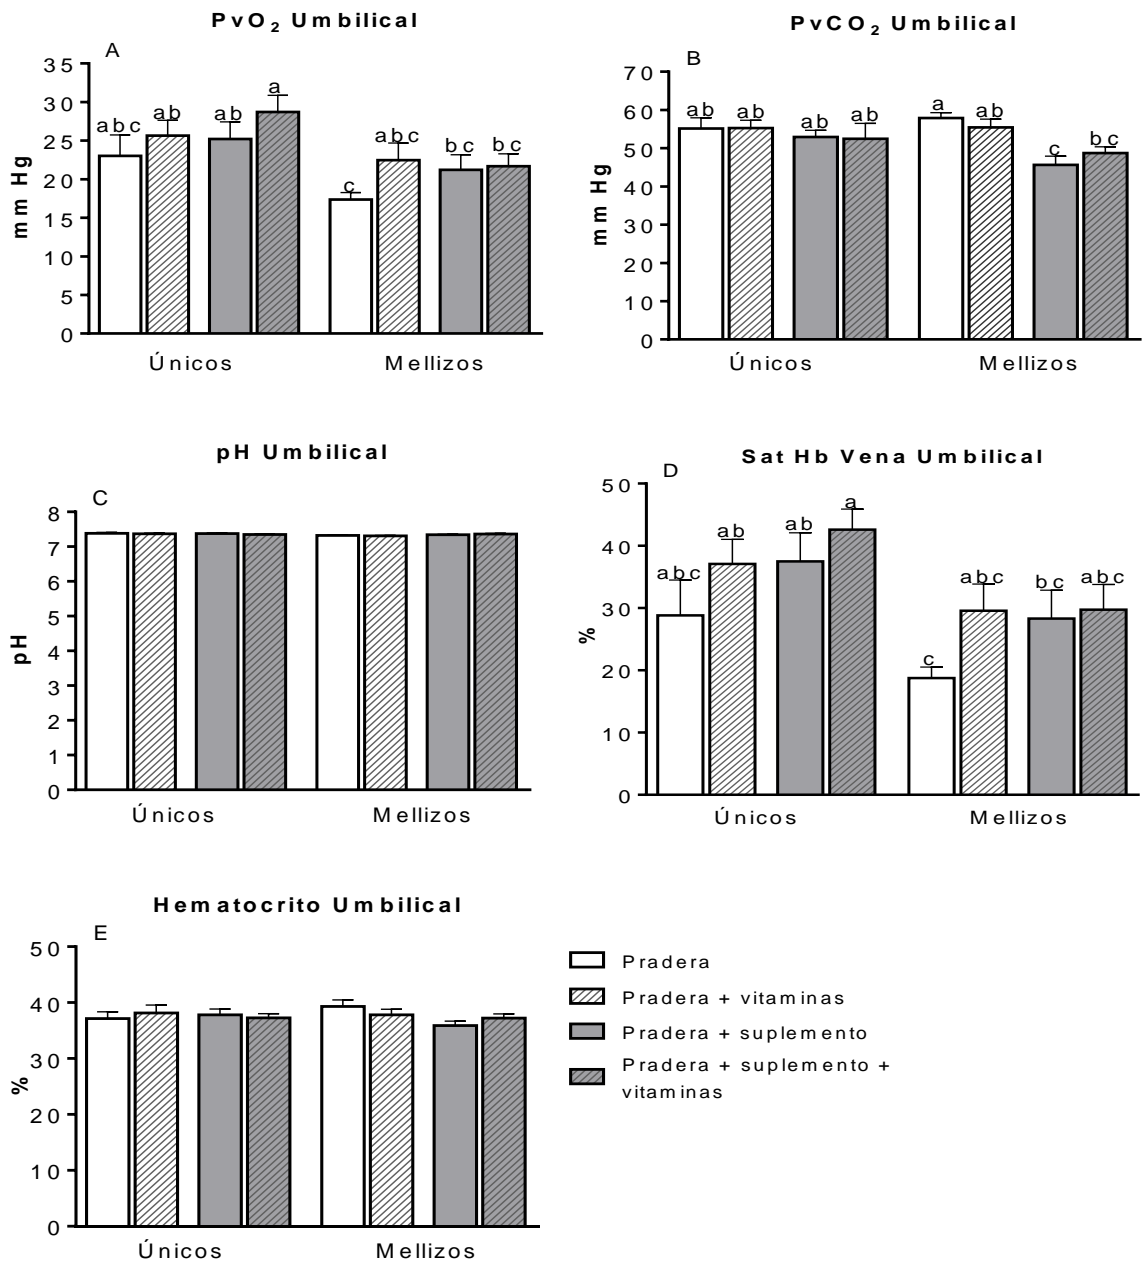 PvO₂ Umbilical
A
35
30
25
20
15
10
5
0
mm Hg
abc
ab
ab
a
c
abc
bc
bc
Únicos
Mellizos
PvCO₂ Umbilical
B
70
60
50
40
30
20
10
0
mm Hg
ab
ab
ab
ab
a
ab
c
bc
Únicos
Mellizos
pH Umbilical
C
8
7
6
5
4
3
2
1
0
pH
Únicos
Mellizos
Sat Hb Vena Umbilical
D
50
40
30
20
10
0
%
abc
ab
ab
a
c
abc
bc
abc
Únicos
Mellizos
Hematocrito Umbilical
E
50
40
30
20
10
0
%
Únicos
Mellizos
Pradera
Pradera + vitaminas
Pradera + suplemento
Pradera + suplemento +
vitaminas